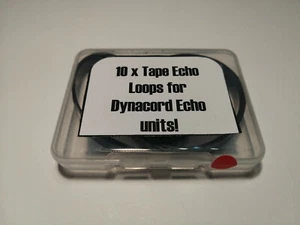 10 x Tape Echo
Loops for
Dynacord Echo
units!